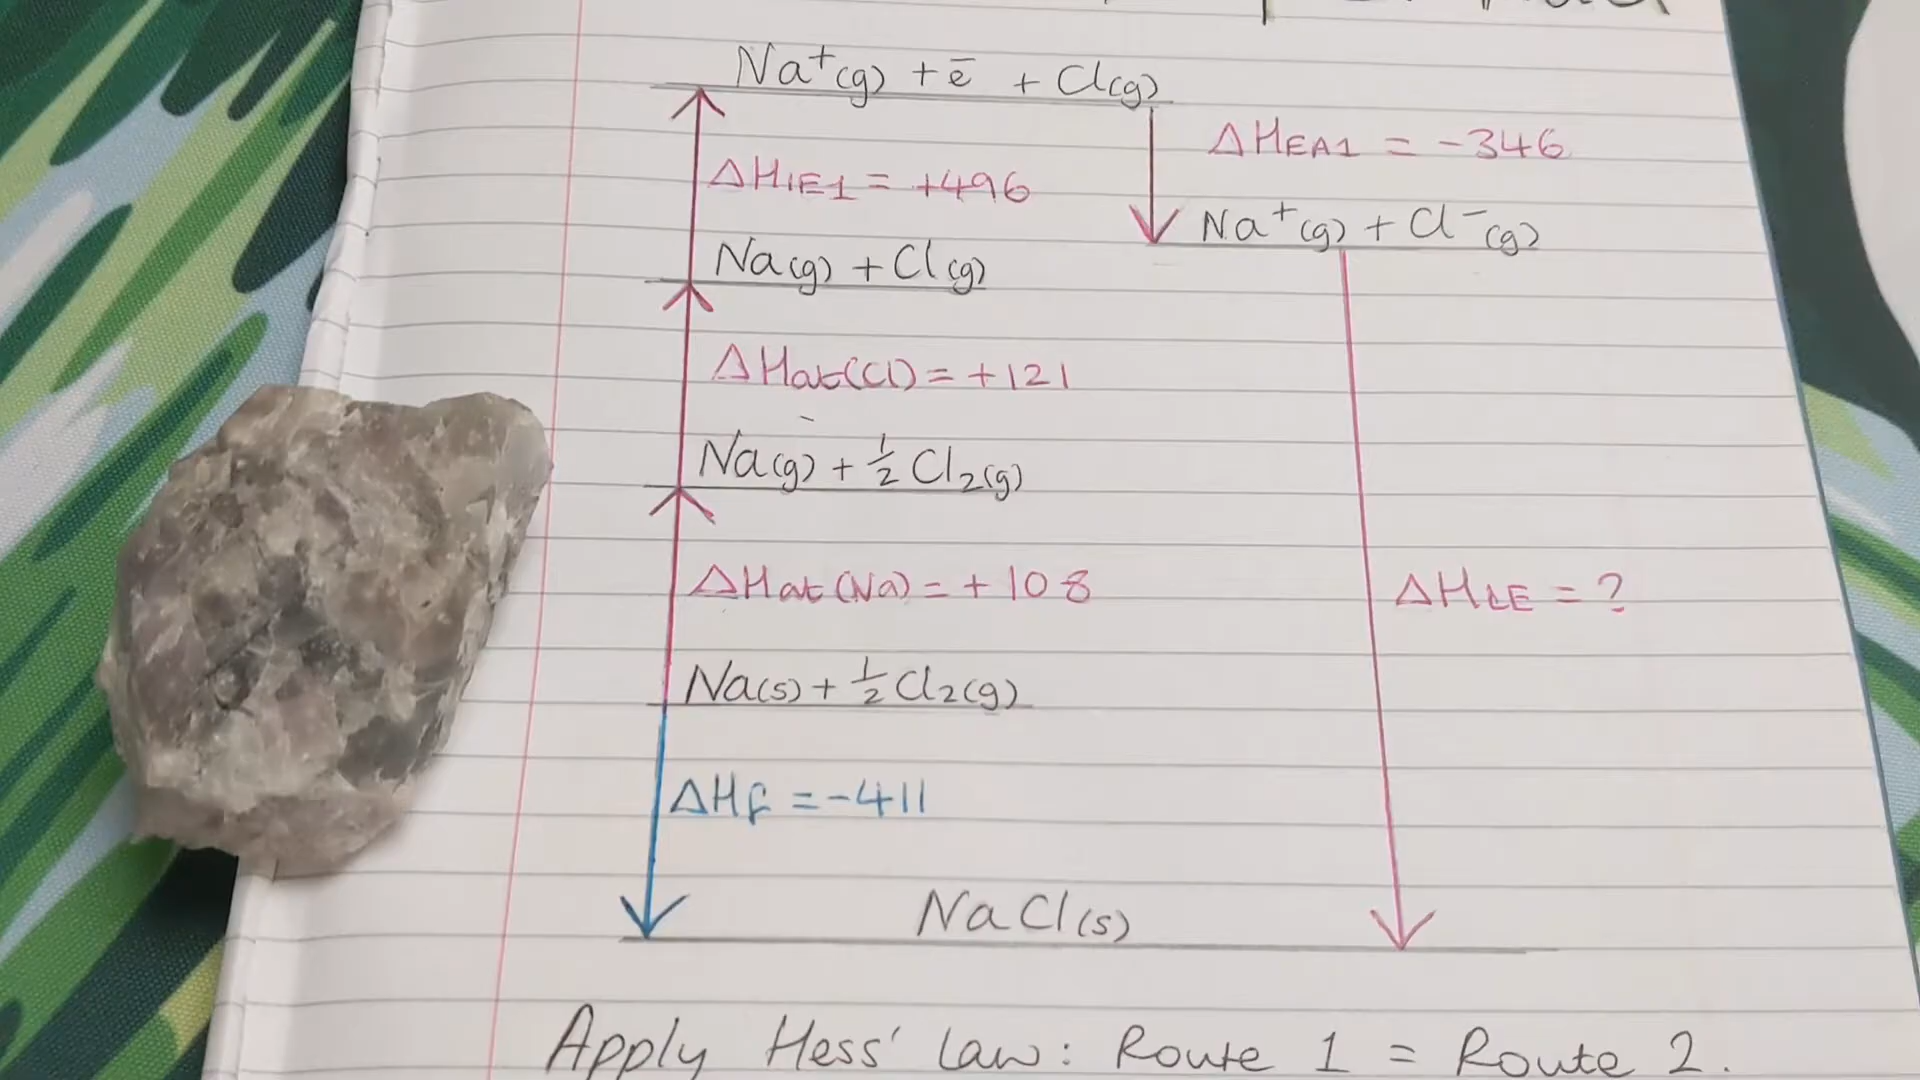 Na⁺(g) + ē + Cl(g)
ΔHEA1 = -346
ΔHIE1 = +496
Na⁺(g) + Cl⁻(g)
Na(g) + Cl(g)
ΔHat(Cl) = +121
Na(g) + ½Cl₂(g)
ΔHat(Na) = +108
ΔHLE = ?
Na(s) + ½Cl₂(g)
ΔHf = -411
NaCl(s)
Apply Hess' Law: Route 1 = Route 2.